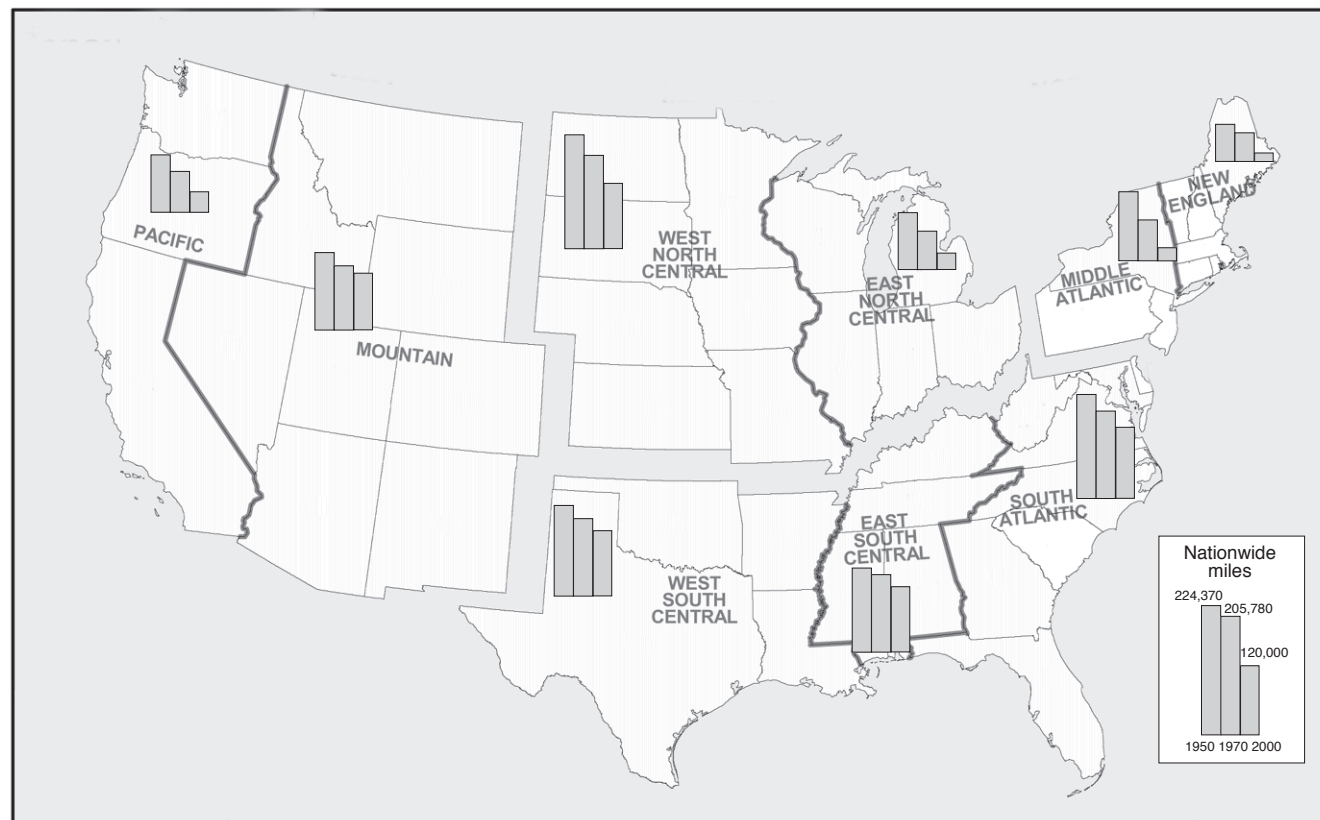 PACIFIC
MOUNTAIN
WEST
NORTH
CENTRAL
EAST
NORTH
CENTRAL
NEW
ENGLAND
MIDDLE
ATLANTIC
SOUTH
ATLANTIC
EAST
SOUTH
CENTRAL
WEST
SOUTH
CENTRAL
Nationwide
miles
224,370
205,780
120,000
1950 1970 2000